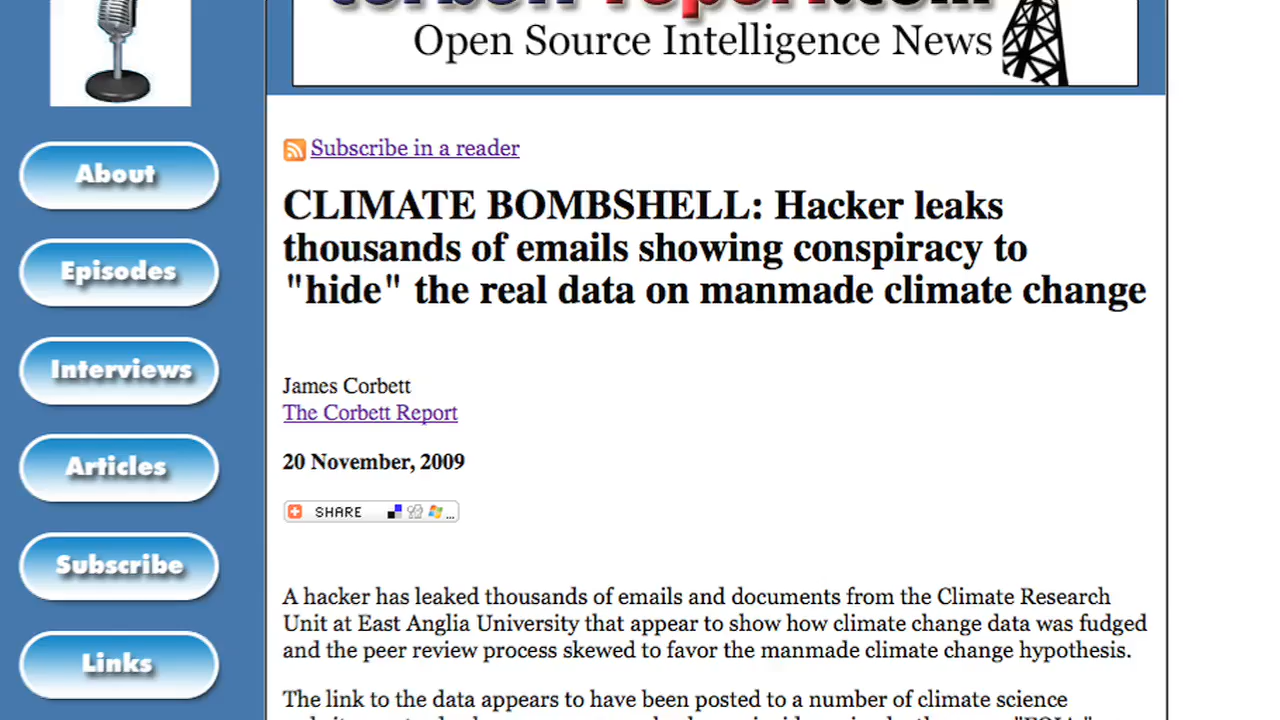 Open Source Intelligence News
About
Episodes
Interviews
Articles
Subscribe
Links
Subscribe in a reader
CLIMATE BOMBSHELL: Hacker leaks
thousands of emails showing conspiracy to
"hide" the real data on manmade climate change
James Corbett
The Corbett Report
20 November, 2009
SHARE
A hacker has leaked thousands of emails and documents from the Climate Research
Unit at East Anglia University that appear to show how climate change data was fudged
and the peer review process skewed to favor the manmade climate change hypothesis.
The link to the data appears to have been posted to a number of climate science